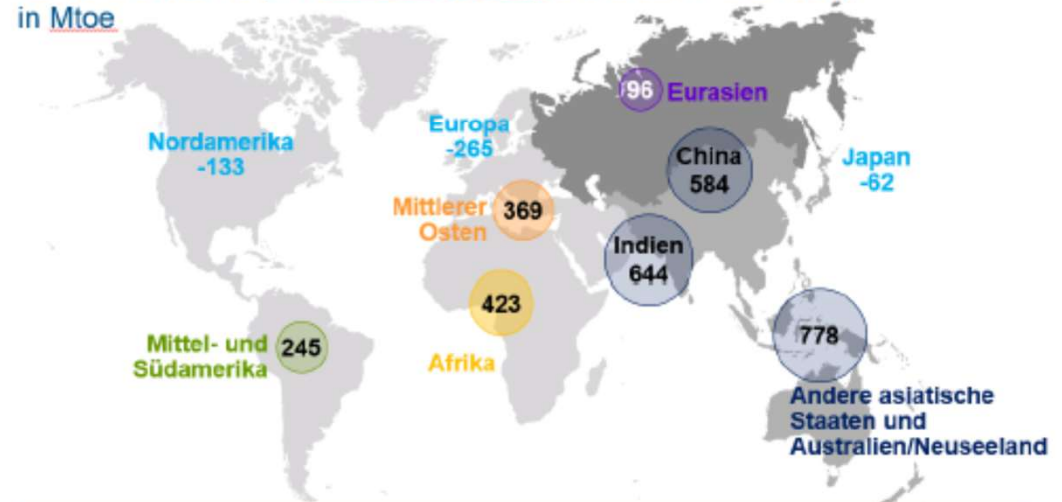 in Mtoe
96 Eurasien
Nordamerika
-133
Europa
-265
China
584
Japan
-62
Mittlerer
Osten
369
Indien
644
423
Afrika
Mittel- und
Südamerika
245
778
Andere asiatische
Staaten und
Australien/Neuseeland